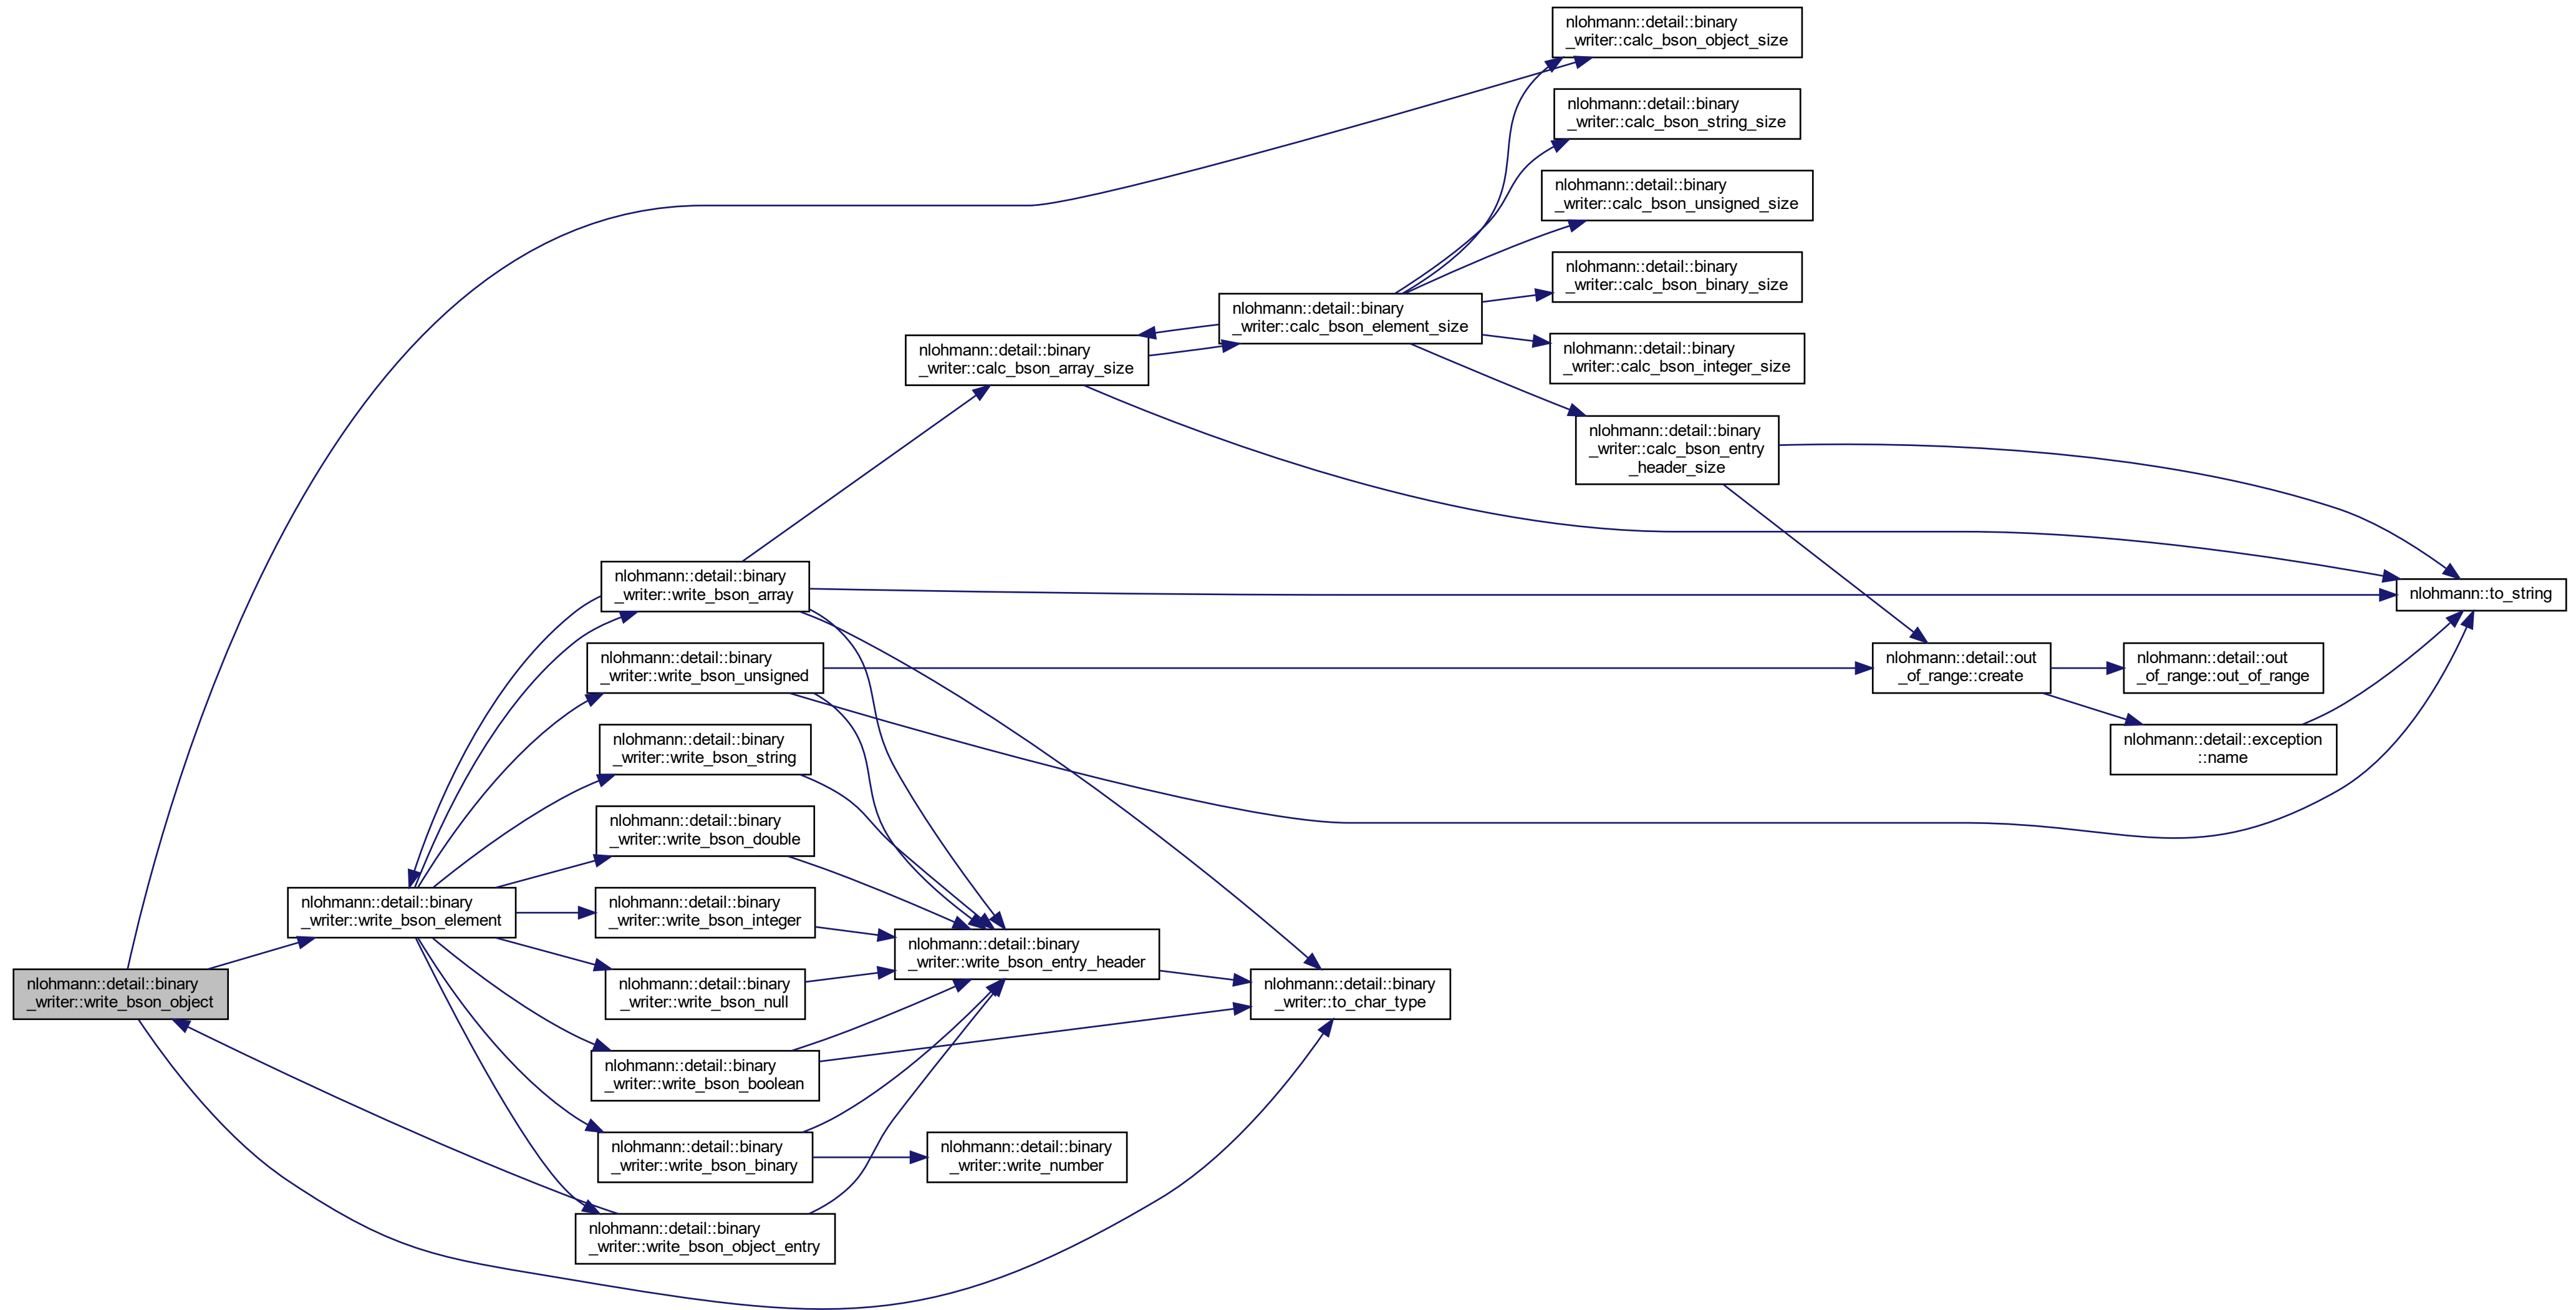 nlohmann::detail::binary
_writer::calc_bson_object_size
nlohmann::detail::binary
_writer::calc_bson_string_size
nlohmann::detail::binary
_writer::calc_bson_unsigned_size
nlohmann::detail::binary
_writer::calc_bson_binary_size
nlohmann::detail::binary
_writer::calc_bson_element_size
nlohmann::detail::binary
_writer::calc_bson_array_size
nlohmann::detail::binary
_writer::calc_bson_integer_size
nlohmann::detail::binary
_writer::calc_bson_entry
_header_size
nlohmann::detail::binary
_writer::write_bson_array
nlohmann::to_string
nlohmann::detail::binary
_writer::write_bson_unsigned
nlohmann::detail::out
_of_range::create
nlohmann::detail::out
_of_range::out_of_range
nlohmann::detail::binary
_writer::write_bson_string
nlohmann::detail::exception
::name
nlohmann::detail::binary
_writer::write_bson_double
nlohmann::detail::binary
_writer::write_bson_element
nlohmann::detail::binary
_writer::write_bson_integer
nlohmann::detail::binary
_writer::write_bson_entry_header
nlohmann::detail::binary
_writer::write_bson_object
nlohmann::detail::binary
_writer::write_bson_null
nlohmann::detail::binary
_writer::to_char_type
nlohmann::detail::binary
_writer::write_bson_boolean
nlohmann::detail::binary
_writer::write_bson_binary
nlohmann::detail::binary
_writer::write_number
nlohmann::detail::binary
_writer::write_bson_object_entry